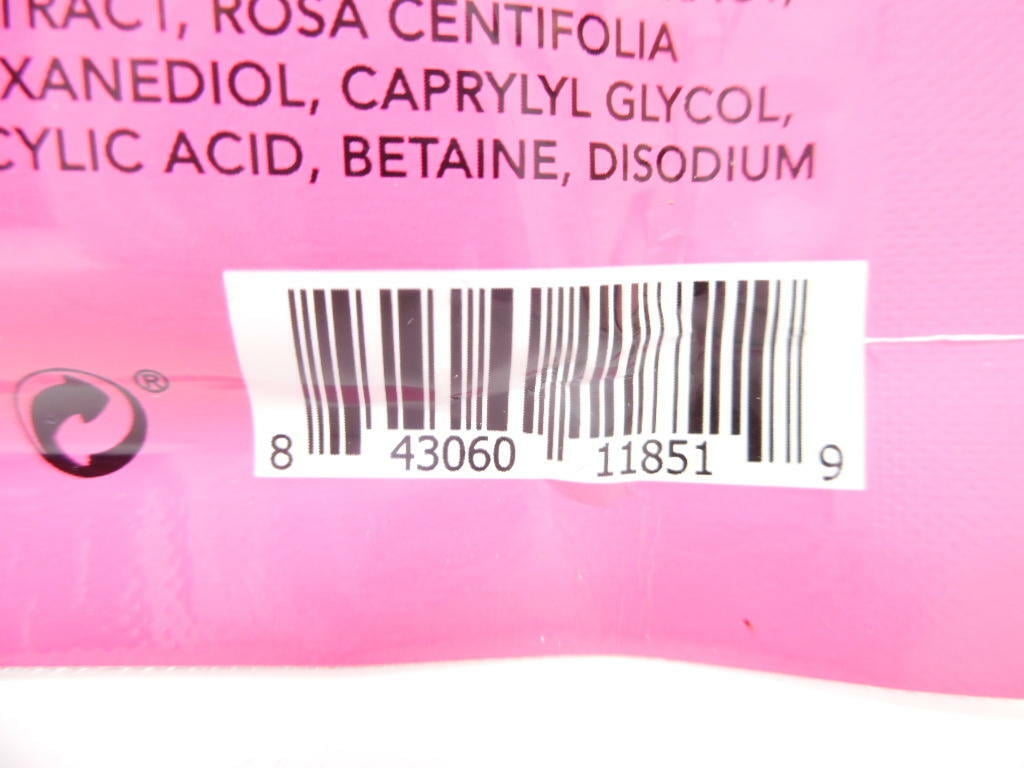 TRACT, ROSA CENTIFOLIA
XANEDIOL, CAPRYLYL GLYCOL,
CYLIC ACID, BETAINE, DISODIUM
®
8 43060 11851 9